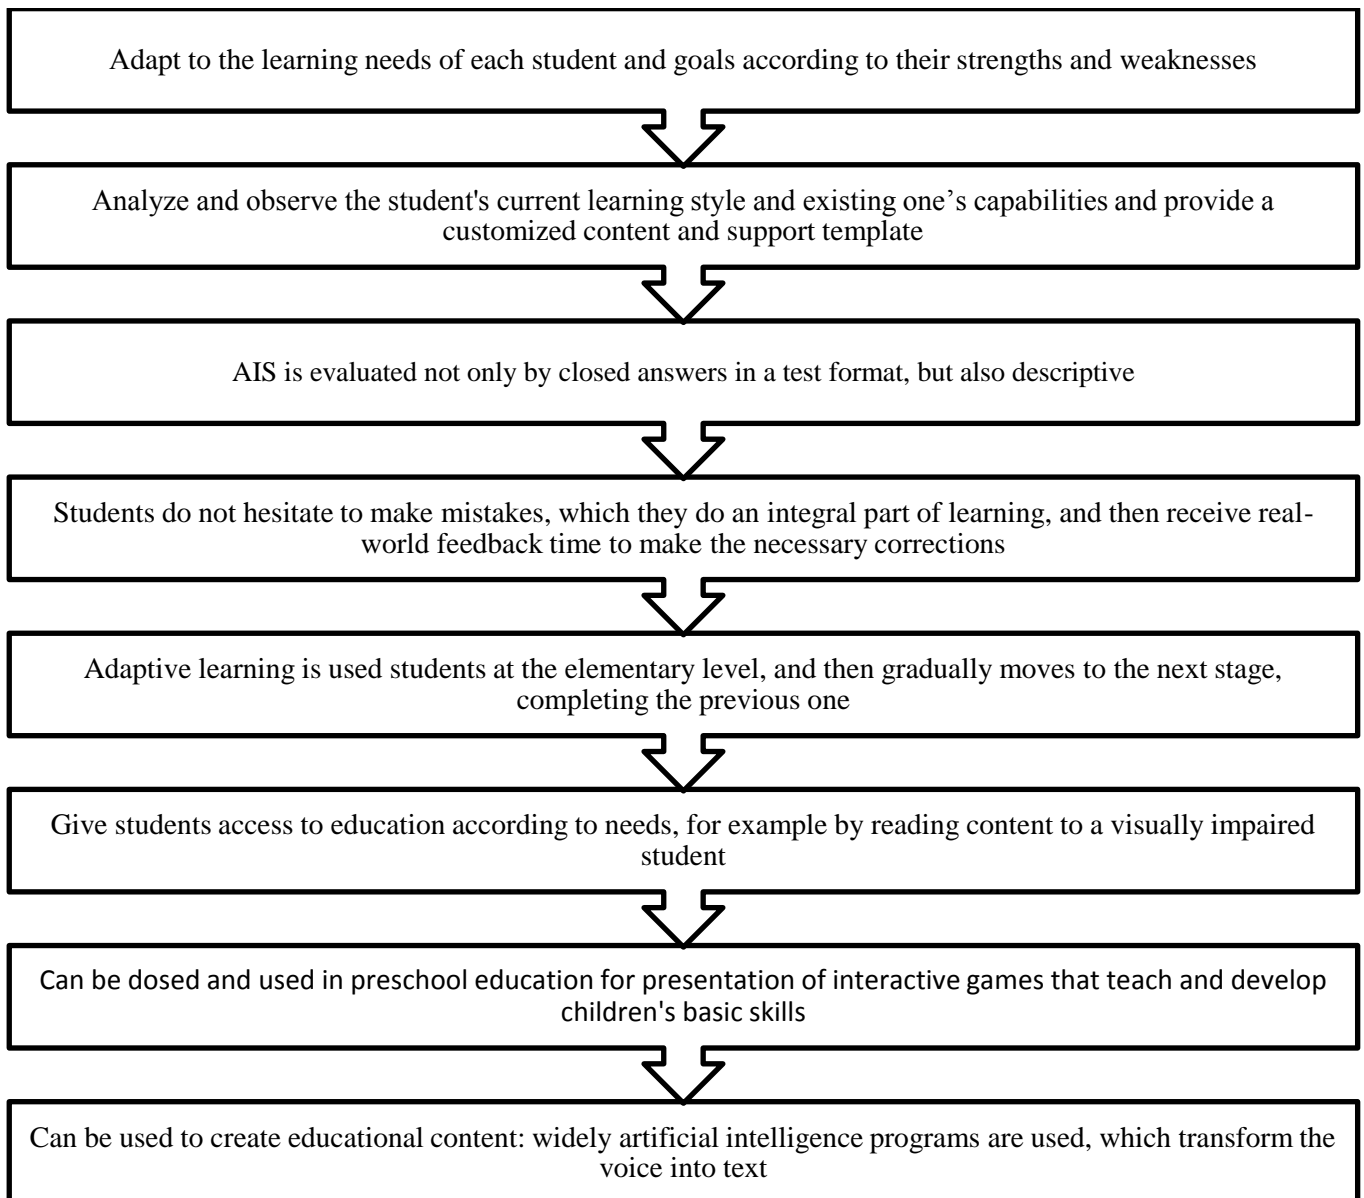 Adapt to the learning needs of each student and goals according to their strengths and weaknesses
Analyze and observe the student's current learning style and existing one’s capabilities and provide a
customized content and support template
AIS is evaluated not only by closed answers in a test format, but also descriptive
Students do not hesitate to make mistakes, which they do an integral part of learning, and then receive real-
world feedback time to make the necessary corrections
Adaptive learning is used students at the elementary level, and then gradually moves to the next stage,
completing the previous one
Give students access to education according to needs, for example by reading content to a visually impaired
student
Can be dosed and used in preschool education for presentation of interactive games that teach and develop
children's basic skills
Can be used to create educational content: widely artificial intelligence programs are used, which transform the
voice into text